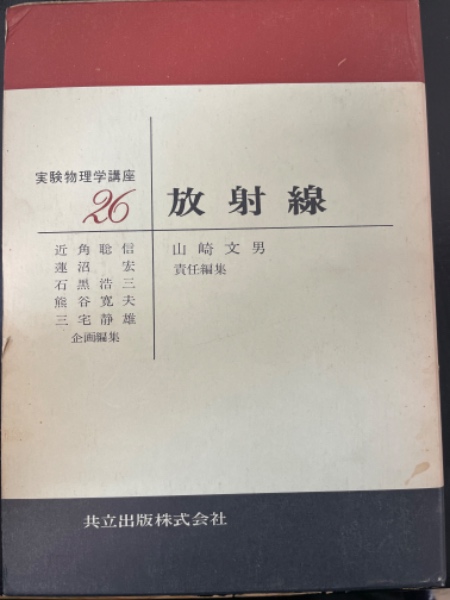 実験物理学講座
26
放射線
近角聡信
蓮沼宏
石黒浩三
熊谷寛夫
三宅静雄
企画編集
山崎文男
責任編集
共立出版株式会社